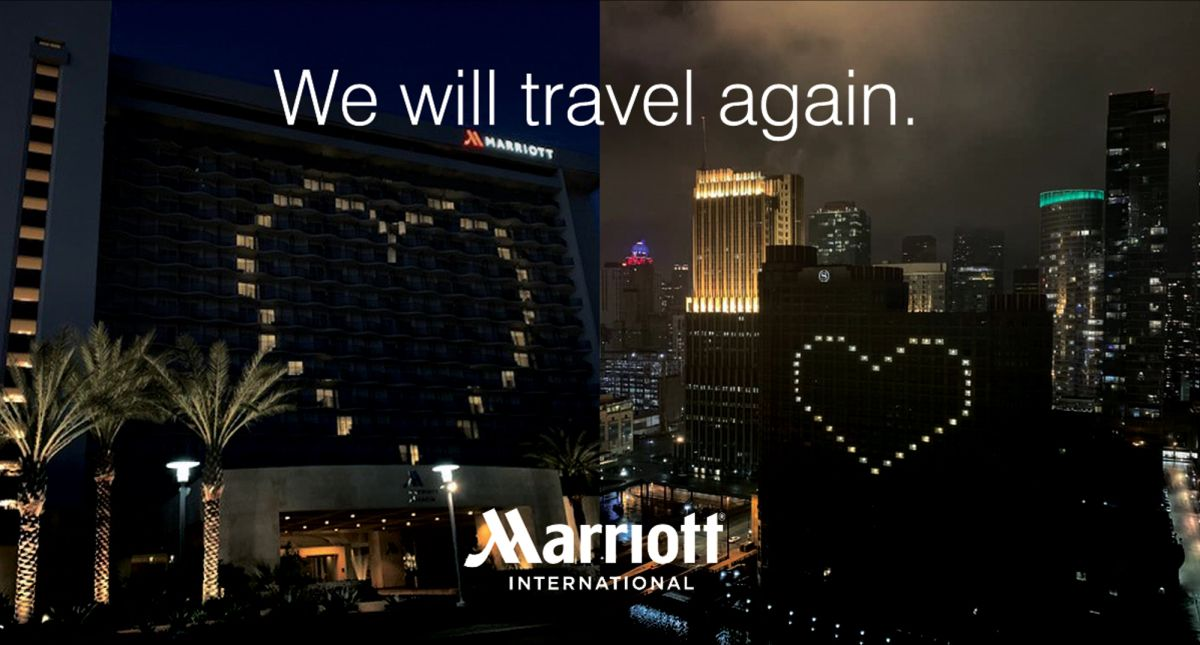 We will travel again.
MARRIOTT
Marriott®
INTERNATIONAL